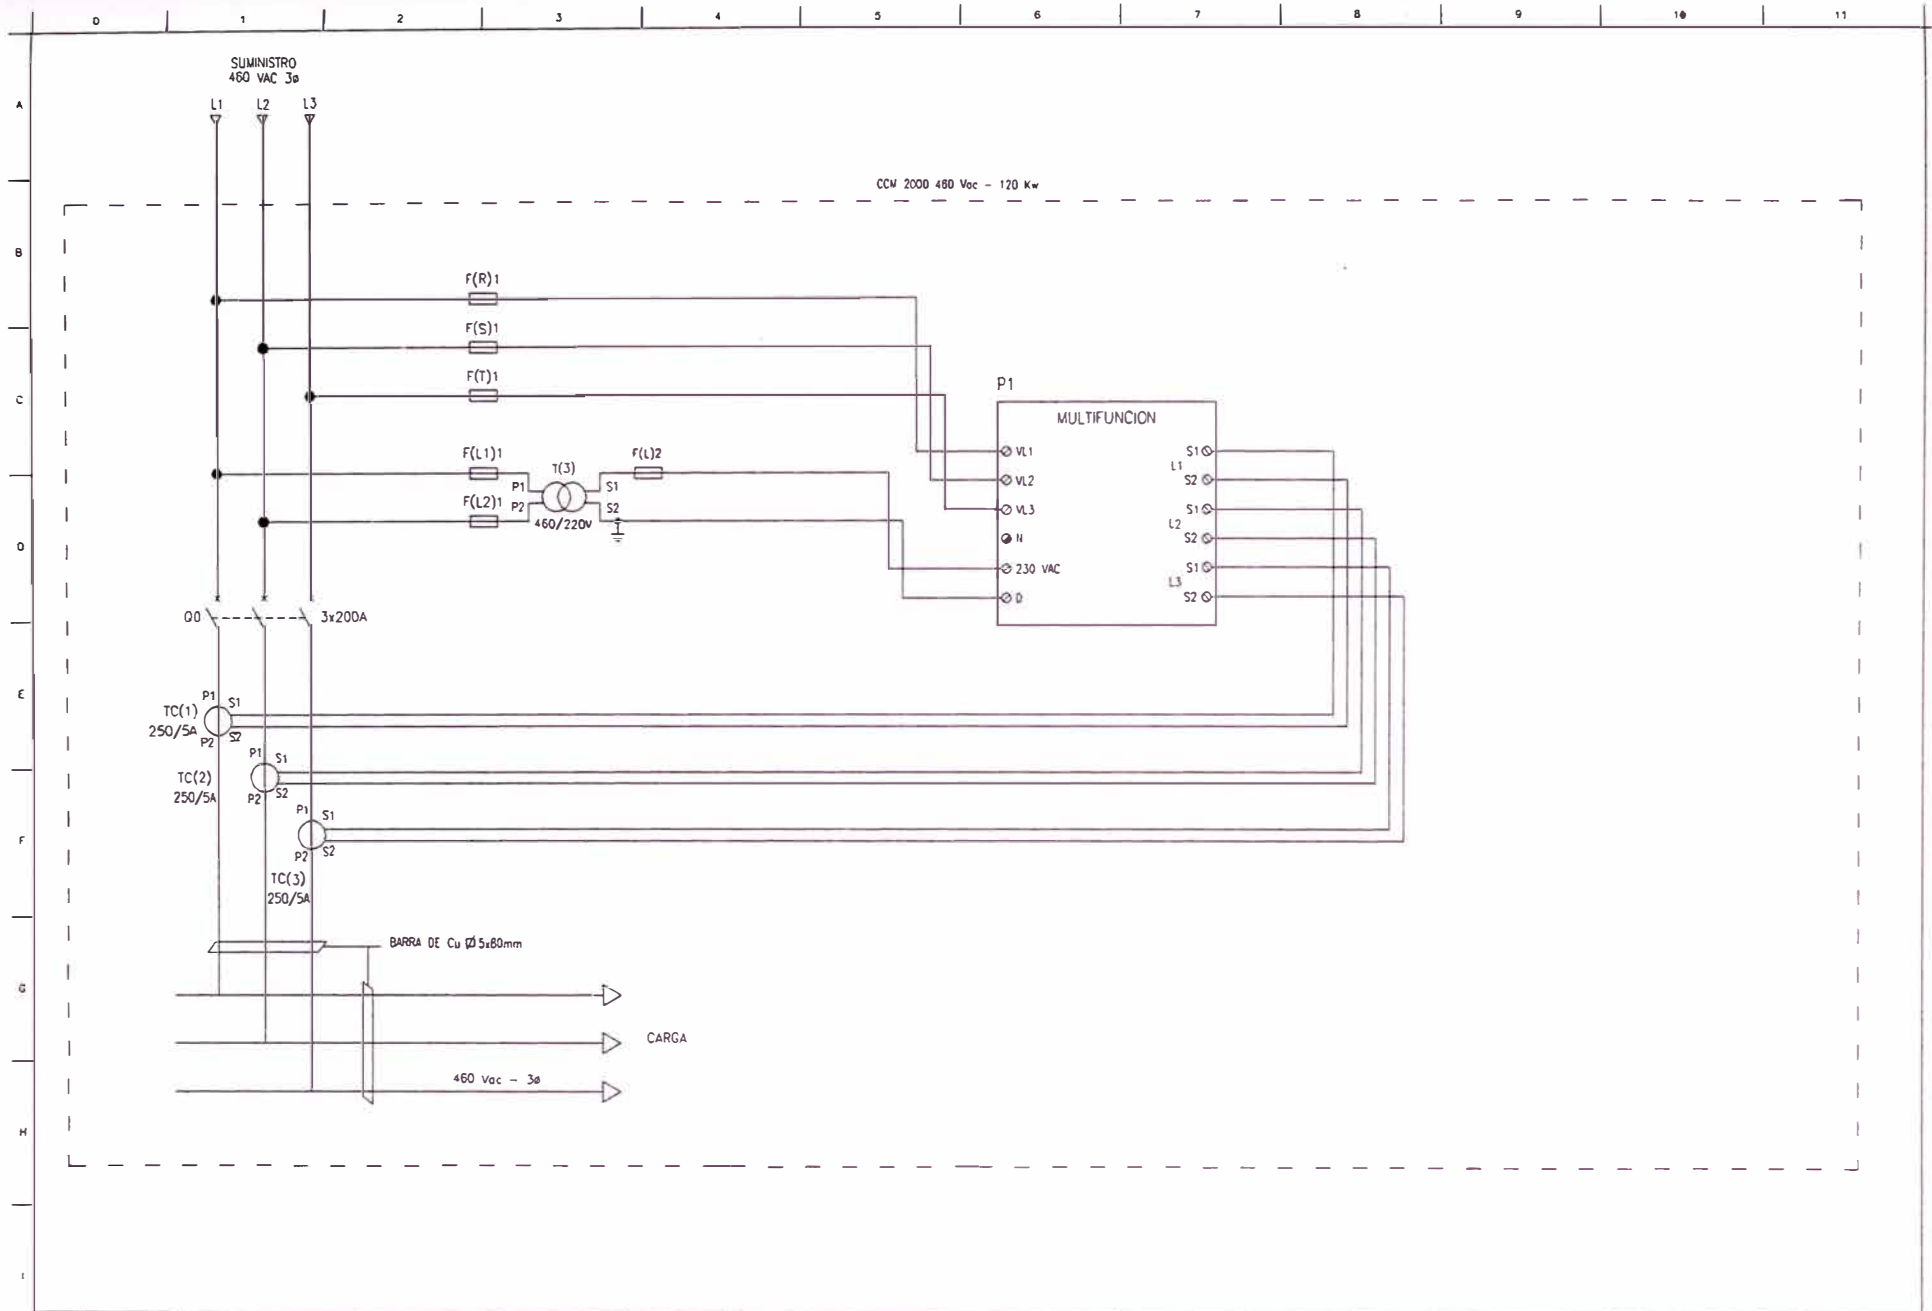 0 1 2 3 4 5 6 7 8 9 10 11
SUMINISTRO
460 VAC 3ø
A
L1 L2 L3
CCM 2000 460 Vac - 120 Kw
B
F(R)1
F(S)1
F(T)1
C
P1
MULTIFUNCION
F(L1)1
T(3)
F(L)2
VL1
S1
L1
P1
S1
VL2
S2
F(L2)1
P2
S2
VL3
S1
460/220V
L2
D
N
S2
230 VAC
S1
L3
D
S2
Q0
3x200A
E
P1
S1
TC(1)
250/5A
P2
S2
P1
S1
TC(2)
250/5A
P2
S2
P1
S1
F
P2
S2
TC(3)
250/5A
BARRA DE Cu Ø 5x80mm
G
CARGA
460 Vac - 3ø
H
I